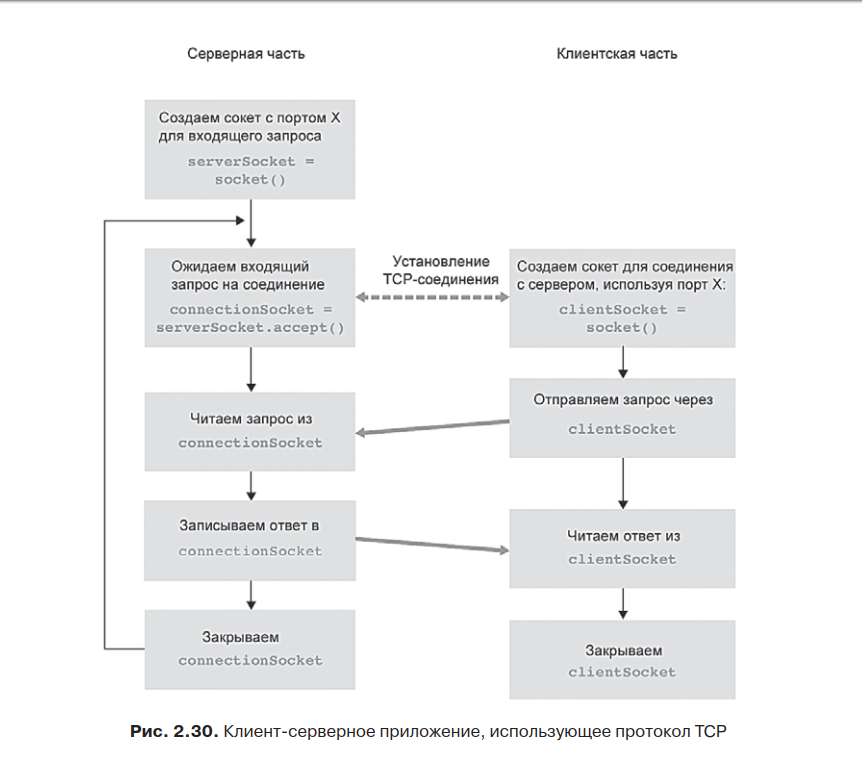 Серверная часть
Клиентская часть
Создаем сокет с портом X
для входящего запроса
serverSocket =
socket()
Ожидаем входящий
запрос на соединение
connectionSocket =
serverSocket.accept()
Установление
TCP-соединения
Создаем сокет для соединения
с сервером, используя порт X:
clientSocket =
socket()
Читаем запрос из
connectionSocket
Отправляем запрос через
clientSocket
Записываем ответ в
connectionSocket
Читаем ответ из
clientSocket
Закрываем
connectionSocket
Закрываем
clientSocket
Рис. 2.30. Клиент-серверное приложение, использующее протокол TCP